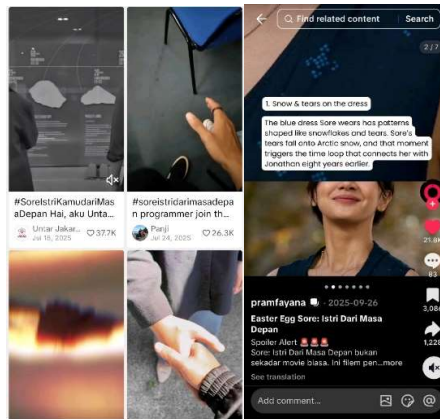 #SoreIstriKamudariMas
aDepan Hai, aku Unta...
Untar Jakar...
Jul 18, 2025
37.7K
#soreistridarimasadepa
n programmer join th...
Panji
Jul 24, 2025
26.3K
Find related content
Search
2/7
1. Snow & tears on the dress
The blue dress Sore wears has patterns
shaped like snowflakes and tears. Sore's
tears fall onto Arctic snow, and that moment
triggers the time loop that connects her with
Jonathan eight years earlier.
21.8K
83
3,086
1,228
pramfayana · 2025-09-26
Easter Egg Sore: Istri Dari Masa
Depan
Spoiler Alert
Sore: Istri Dari Masa Depan bukan
sekadar movie biasa. Ini filem pen...more
See translation
Add comment...